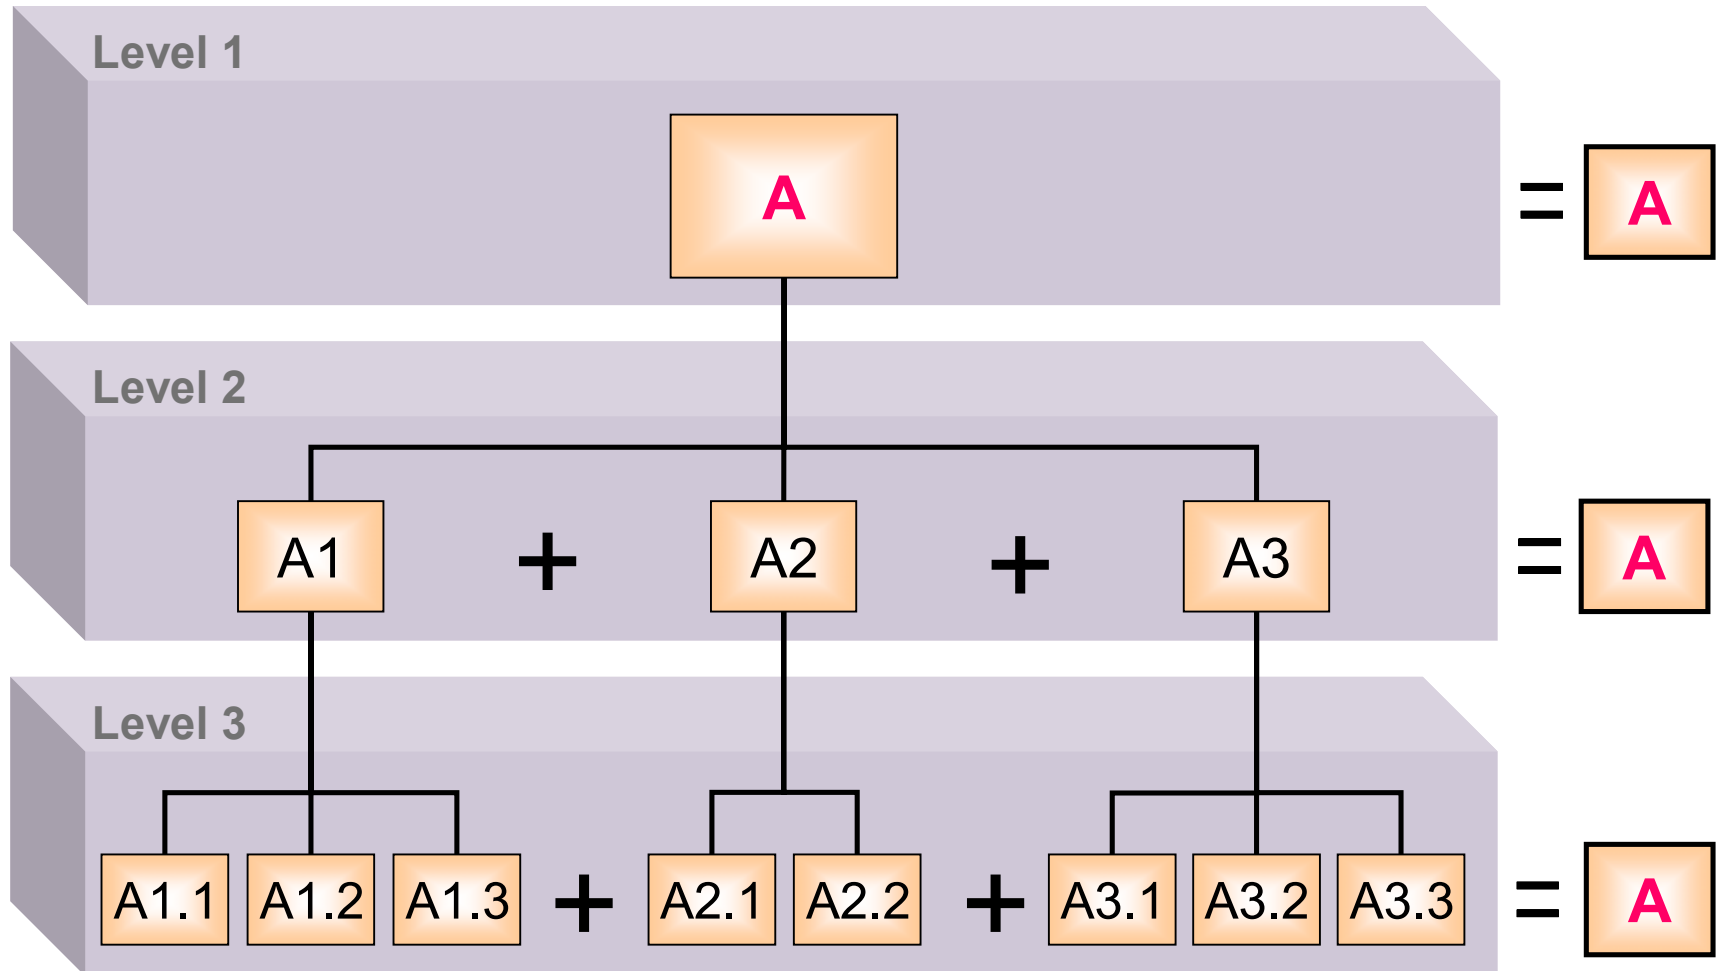 Level 1
A
= A
Level 2
A1 + A2 + A3
= A
Level 3
A1.1 A1.2 A1.3 + A2.1 A2.2 + A3.1 A3.2 A3.3
= A